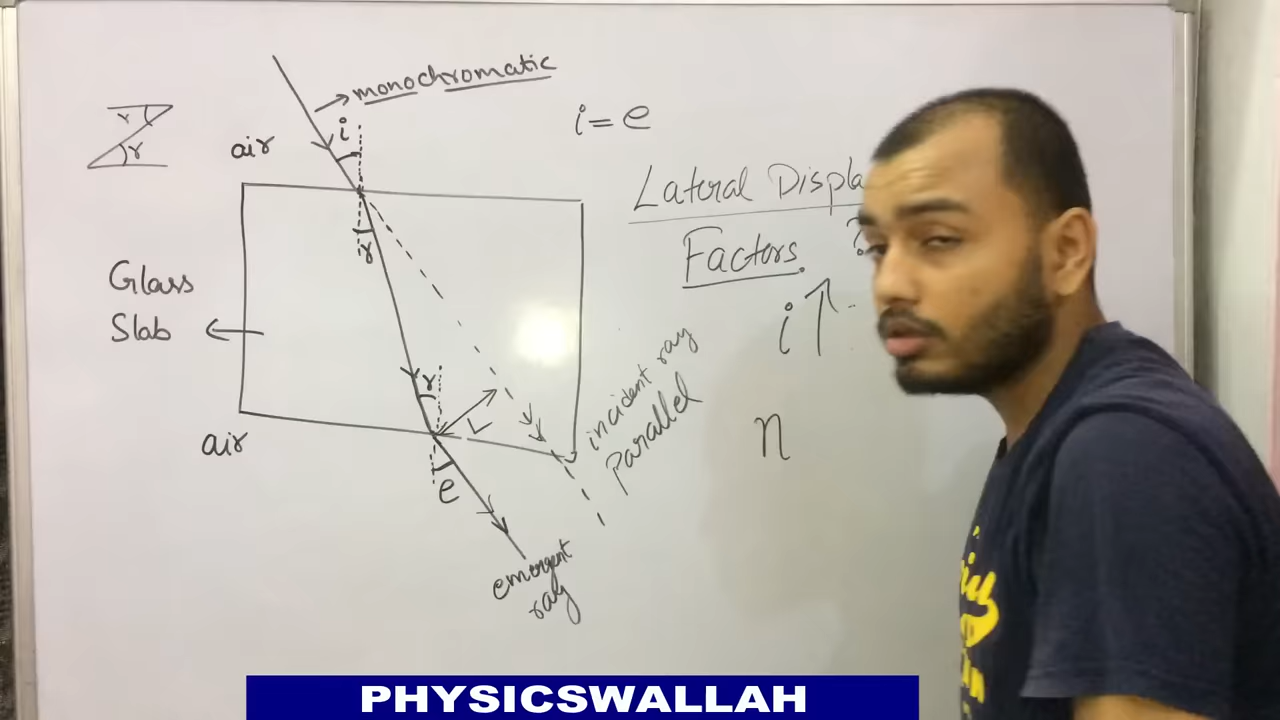 monochromatic
i
i = e
r
r
air
Lateral Displa
Factors. ?
r
Glass
Slab
i↑
incident ray
parallel
r
L
n
air
e
emergent
ray
PHYSICSWALLAH